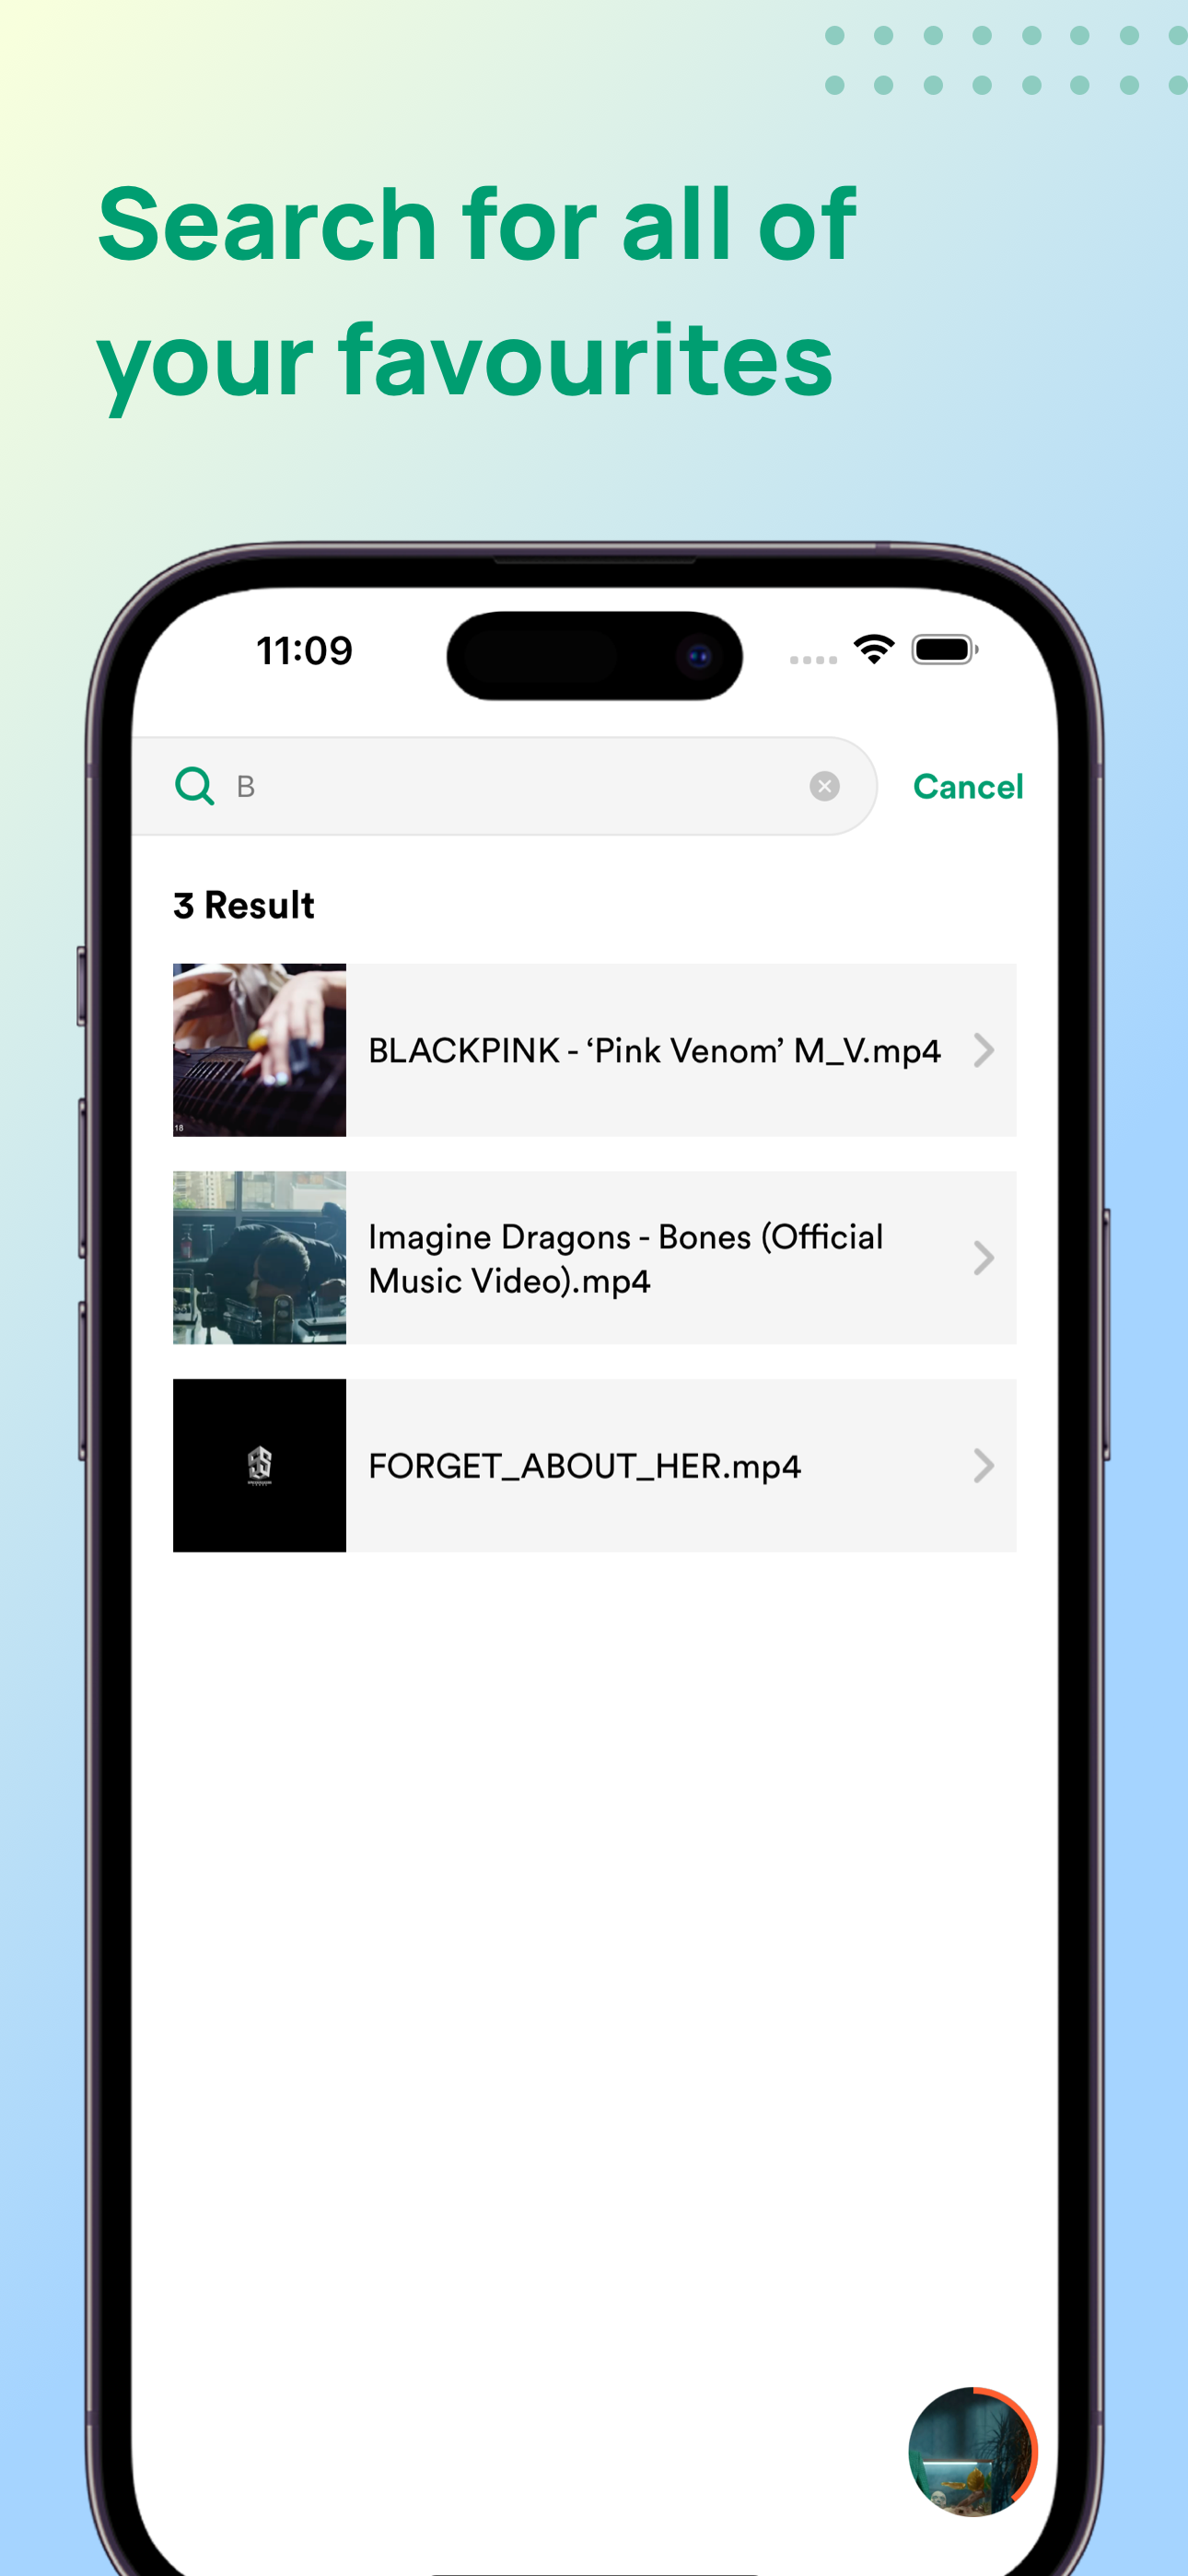 Search for all of
your favourites
11:09
B
Cancel
3 Result
18
BLACKPINK - ‘Pink Venom’ M_V.mp4
Imagine Dragons - Bones (Official
Music Video).mp4
FORGET_ABOUT_HER.mp4